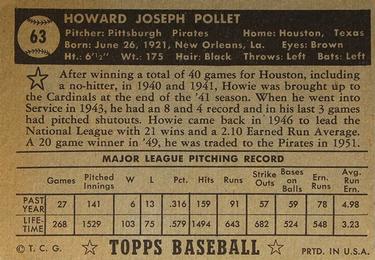 63
HOWARD JOSEPH POLLET
Pitcher: Pittsburgh Pirates Home: Houston, Texas
Born: June 26, 1921, New Orleans, La. Eyes: Brown
Ht.: 6'½" Wt.: 175 Hair: Black Throws: Left Bats: Left
After winning a total of 40 games for Houston, including
a no-hitter, in 1940 and 1941, Howie was brought up to the
Cardinals at the end of the '41 season. When he went into
Service in 1943, he had an 8 and 4 record and in his last 3 games
had pitched shutouts. Howie came back in 1946 to lead the
National League with 21 wins and a 2.10 Earned Run Average.
A 20 game winner in '49, he was traded to the Pirates in 1951.
MAJOR LEAGUE PITCHING RECORD
Games Pitched Innings W L Pct. Hits Runs Strike Outs Bases on Balls Ern. Runs Avg. Run Ern.
PAST YEAR 27 141 6 13 .316 159 91 57 59 78 4.98
LIFE-TIME 268 1529 103 75 .579 1494 643 682 524 548 3.23
© T. C. G. TOPPS BASEBALL PRTD. IN U.S.A.